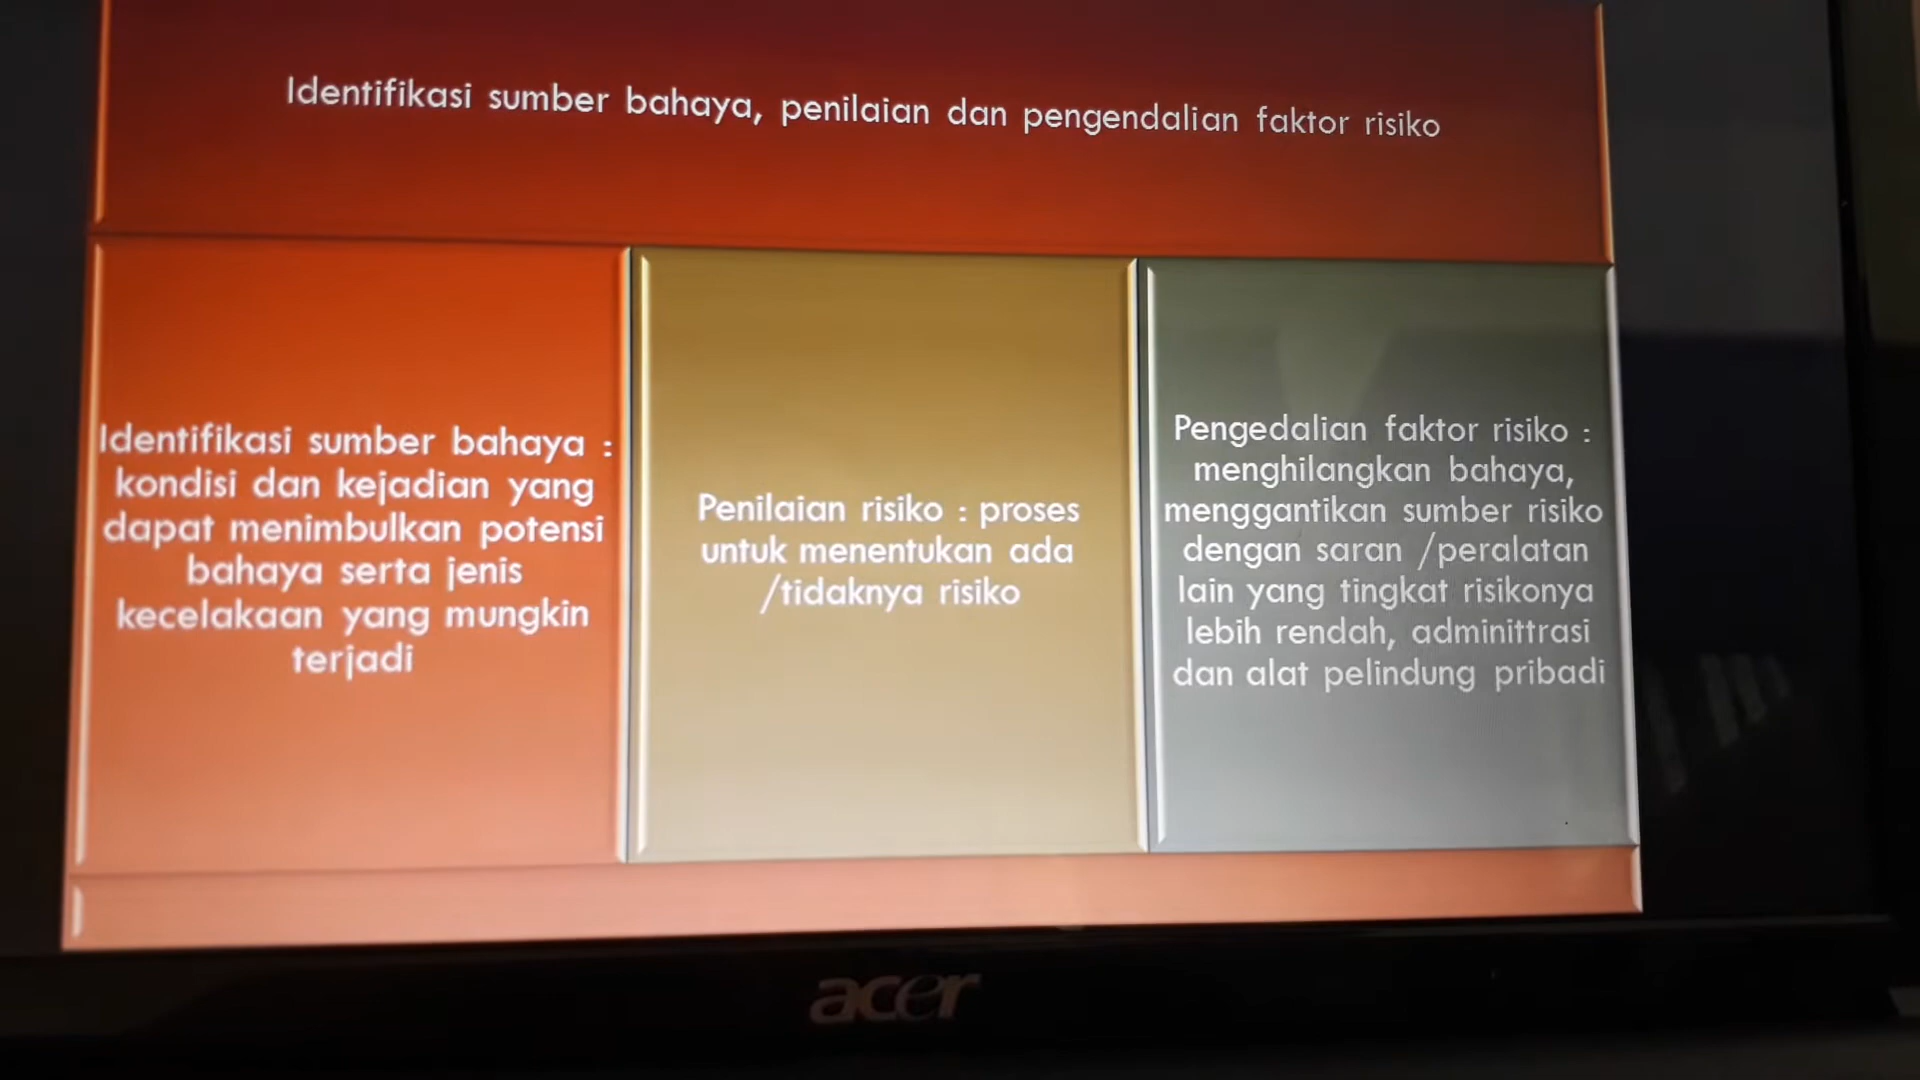 Identifikasi sumber bahaya, penilaian dan pengendalian faktor risiko
Identifikasi sumber bahaya :
kondisi dan kejadian yang
dapat menimbulkan potensi
bahaya serta jenis
kecelakaan yang mungkin
terjadi
Penilaian risiko : proses
untuk menentukan ada
/tidaknya risiko
Pengedalian faktor risiko :
menghilangkan bahaya,
menggantikan sumber risiko
dengan saran /peralatan
lain yang tingkat risikonya
lebih rendah, adminittrasi
dan alat pelindung pribadi
acer